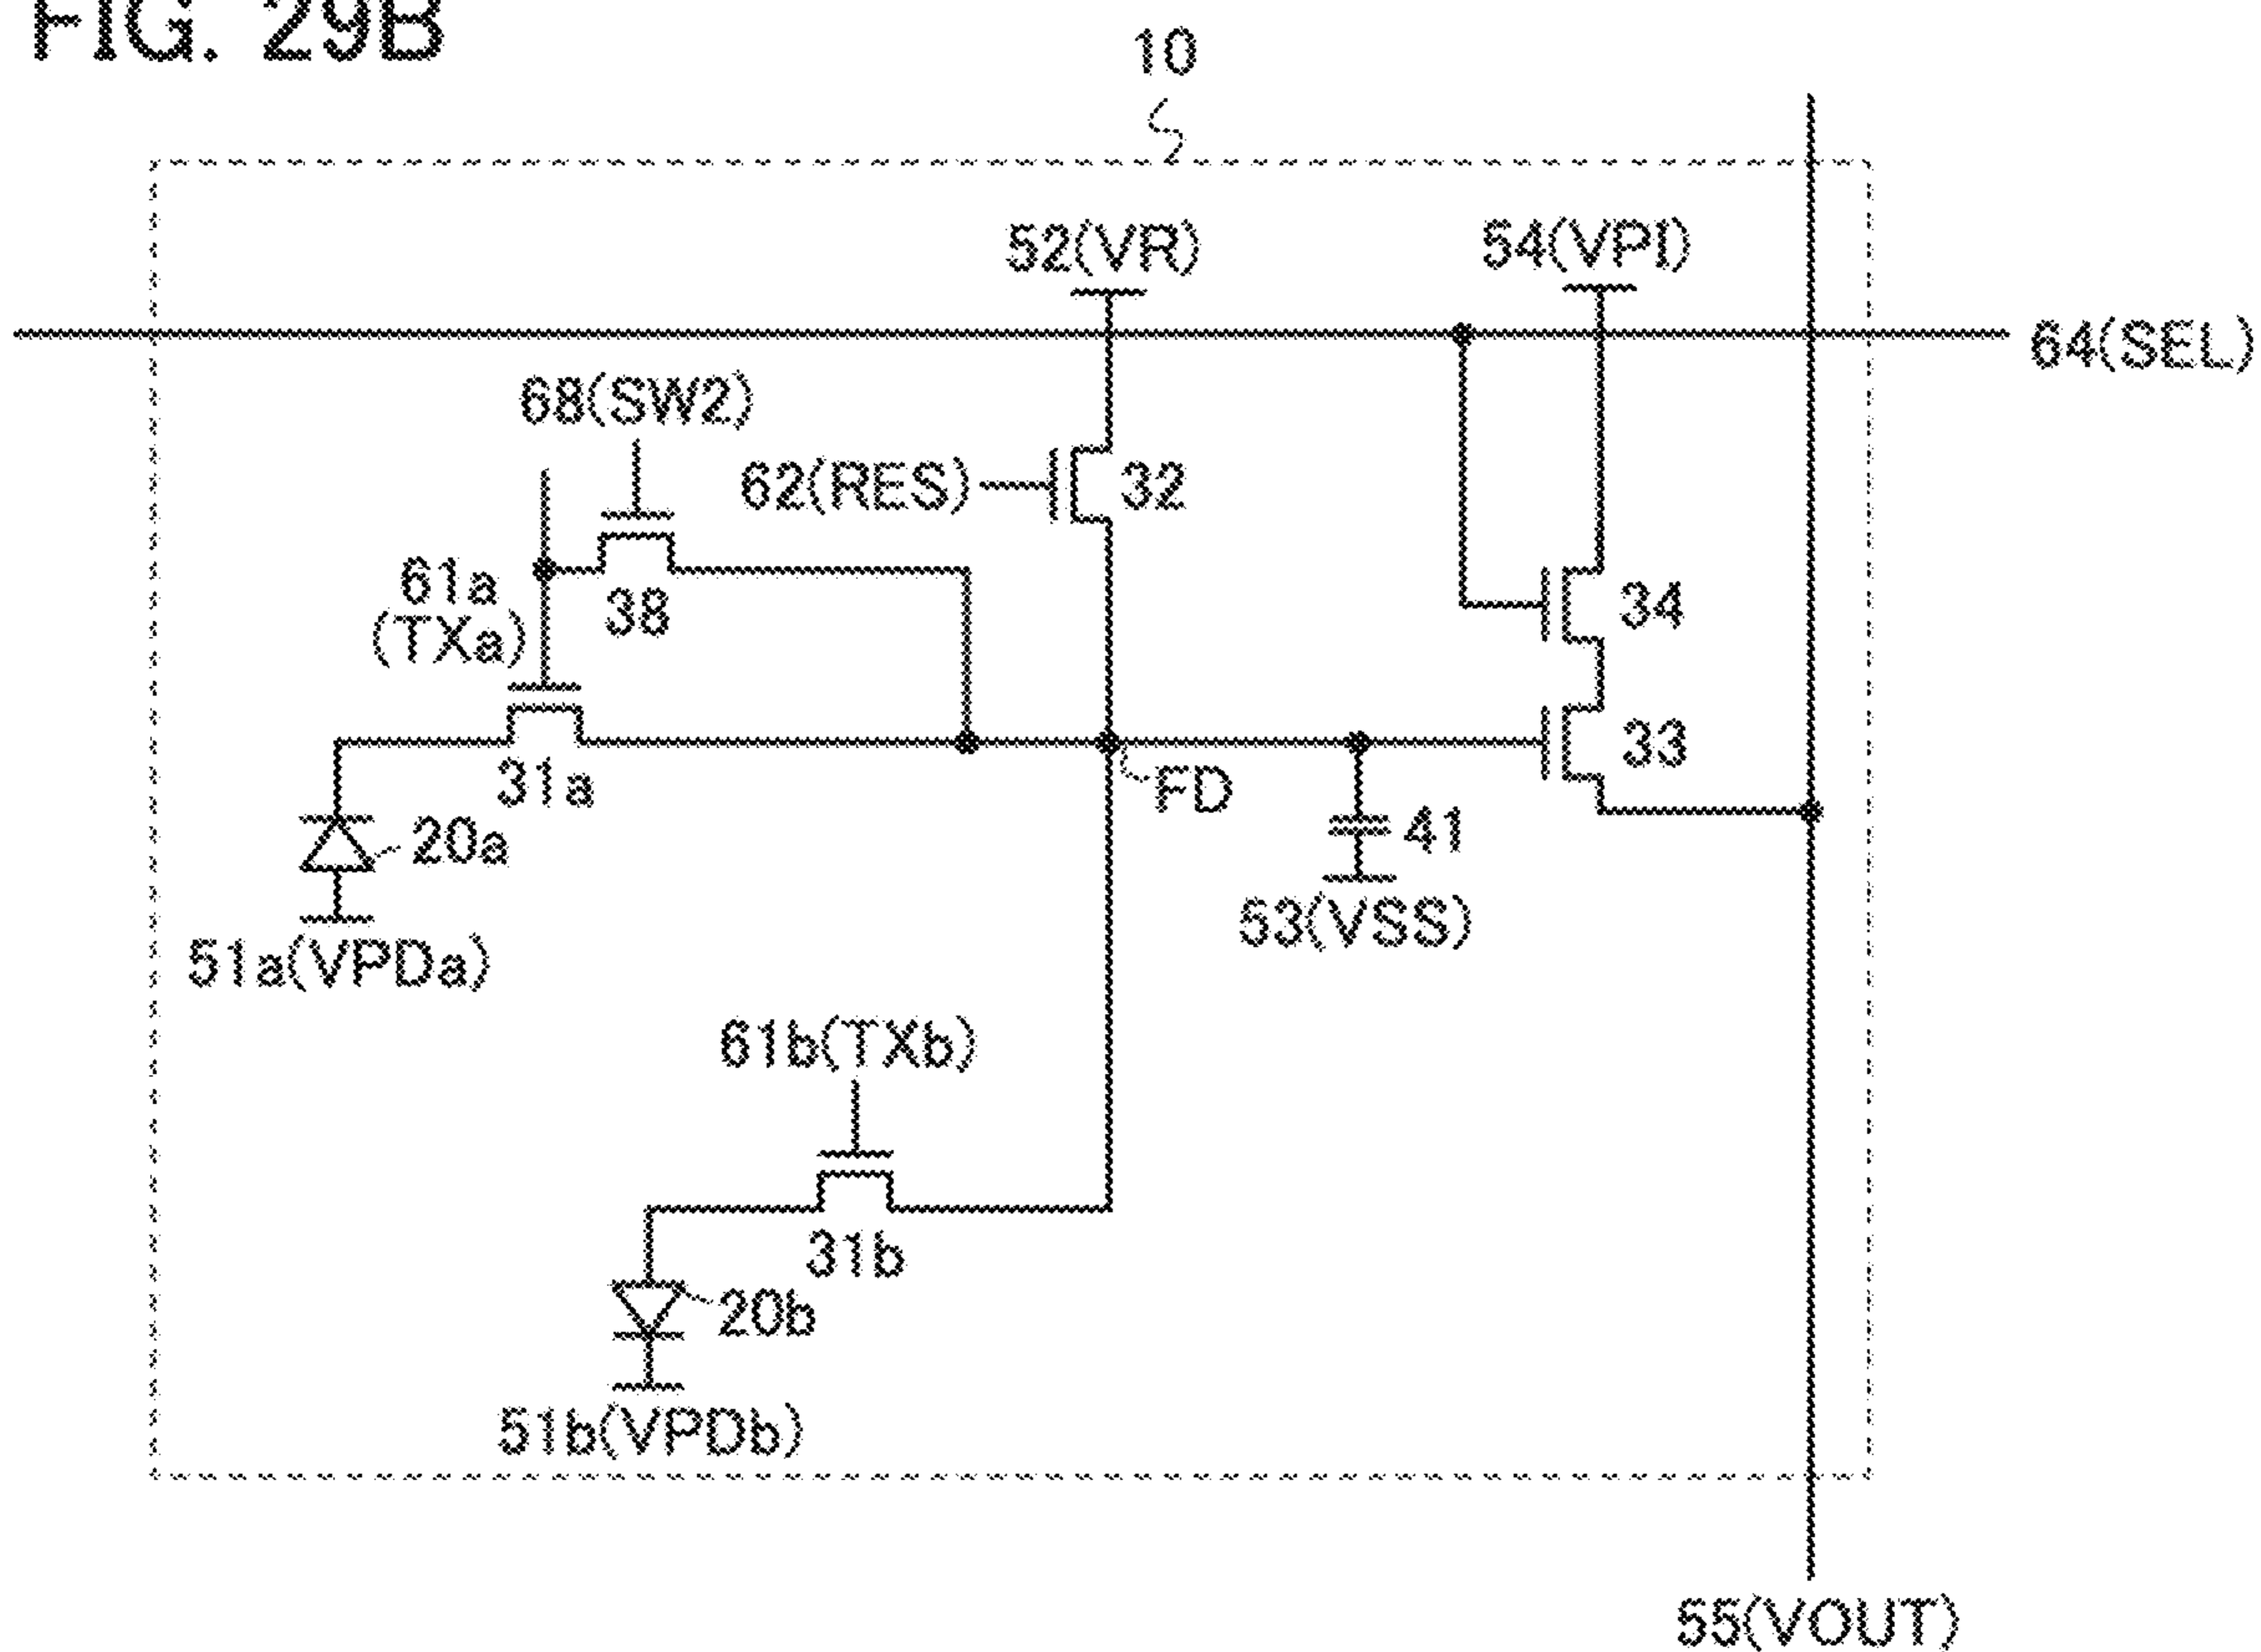 FIG. 29B
10
52(VR)
54(VPI)
64(SEL)
68(SW2)
62(RES)
32
61a
(TXa)
38
34
31a
FD
33
20a
41
51a(VPDa)
53(VSS)
61b(TXb)
31b
20b
51b(VPDb)
55(VOUT)